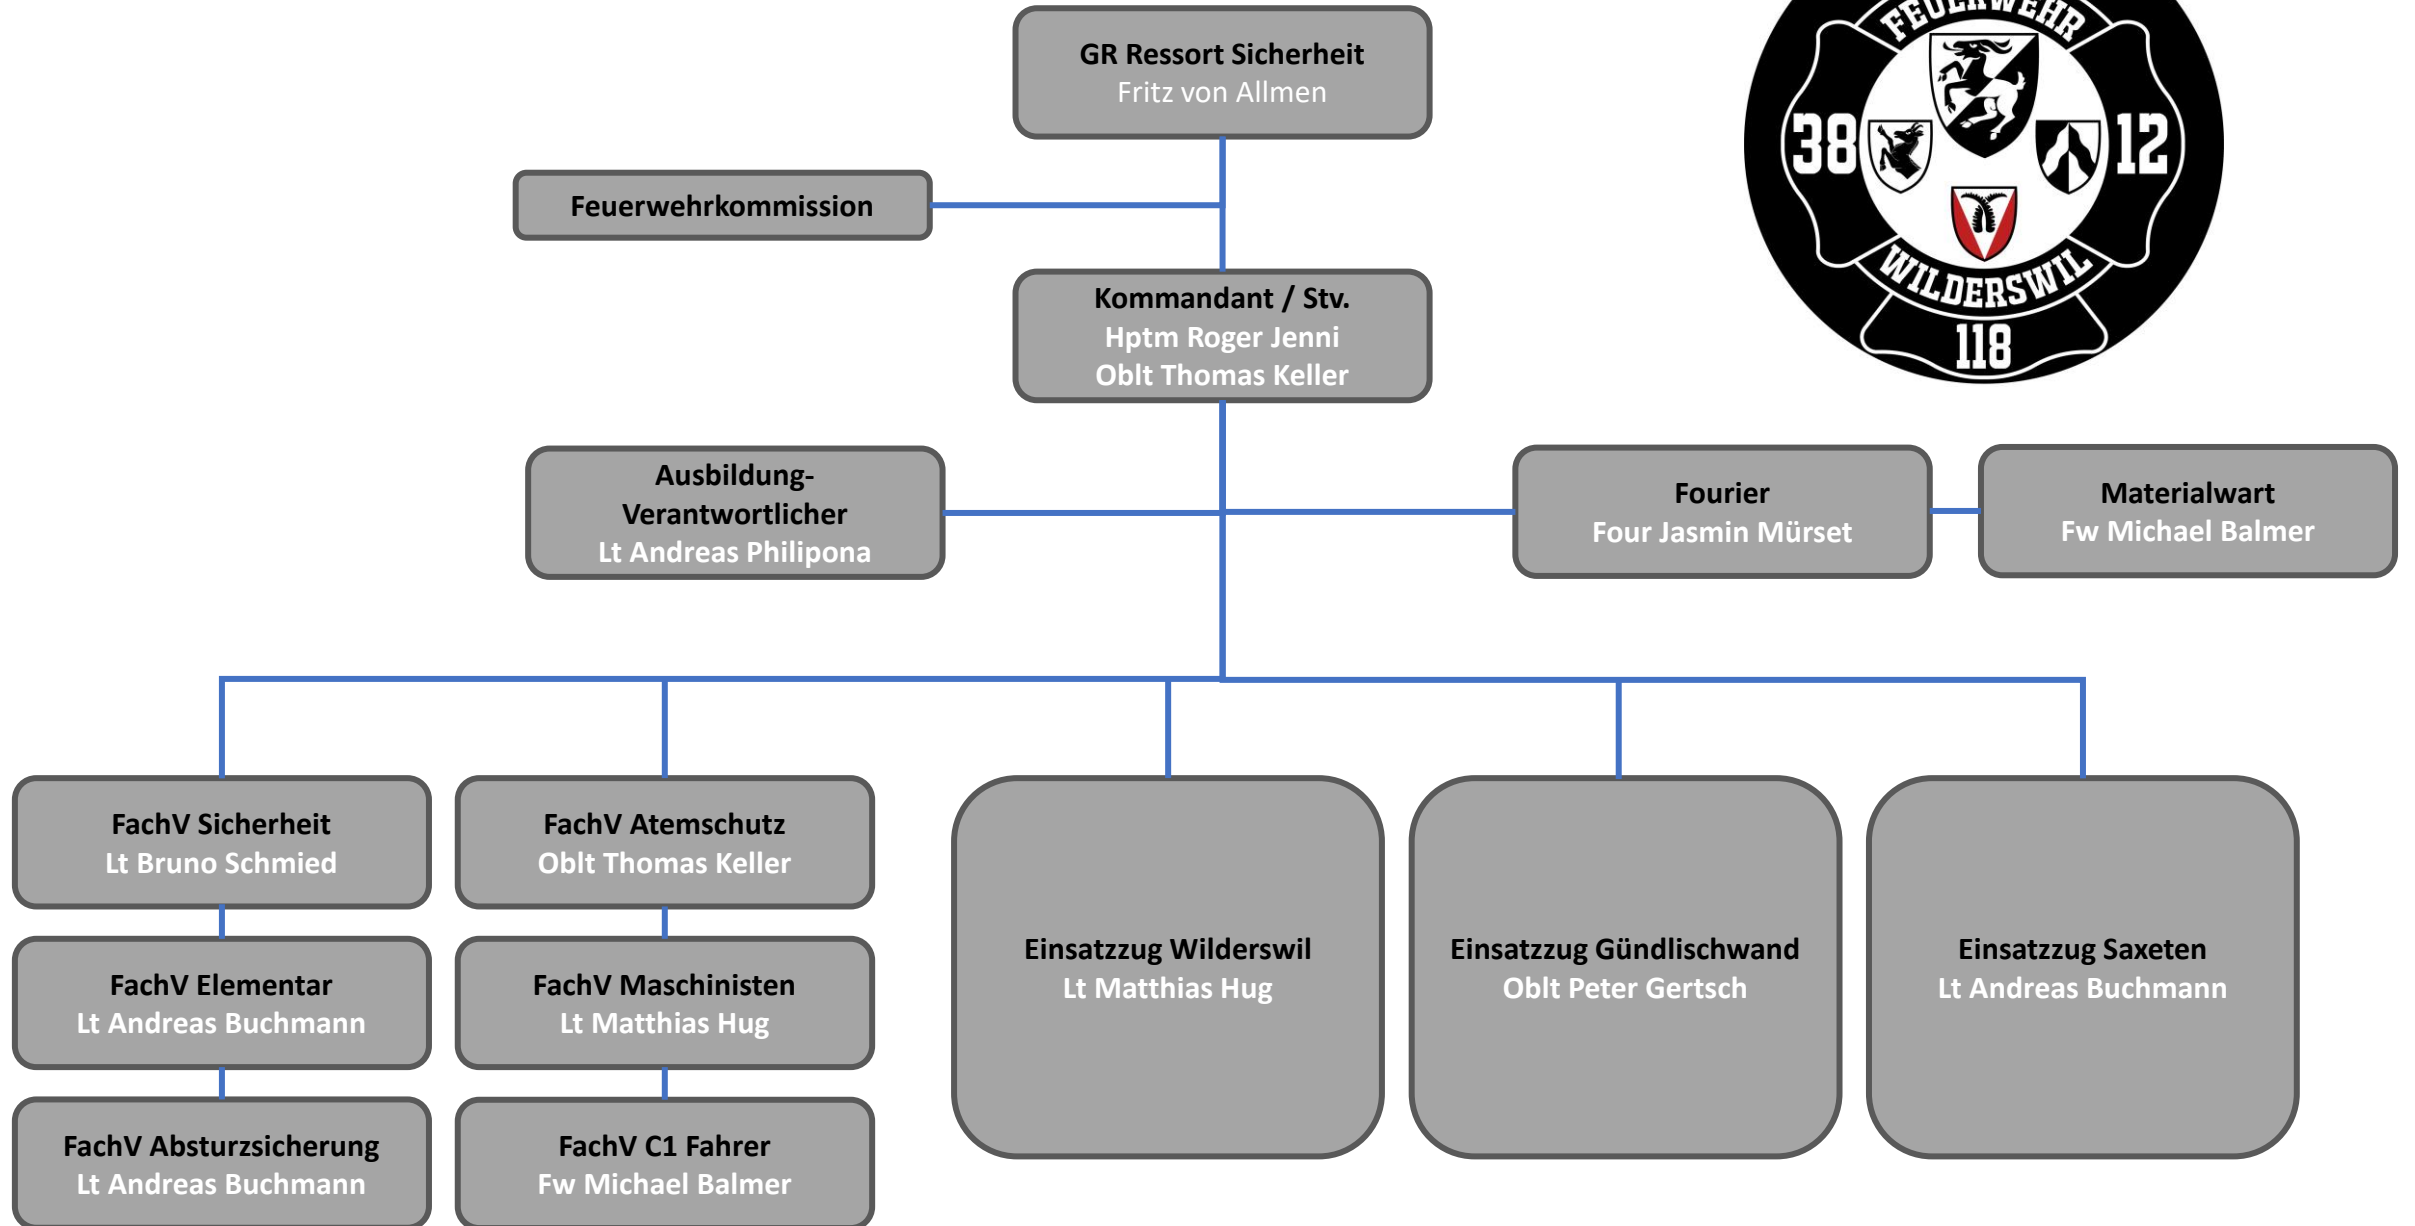 GR Ressort Sicherheit
Fritz von Allmen
FEUERWEHR
38
12
WILDERSWIL
118
Feuerwehrkommission
Kommandant / Stv.
Hptm Roger Jenni
Oblt Thomas Keller
Ausbildung-
Verantwortlicher
Lt Andreas Philipona
Fourier
Four Jasmin Mürset
Materialwart
Fw Michael Balmer
FachV Sicherheit
Lt Bruno Schmied
FachV Atemschutz
Oblt Thomas Keller
FachV Elementar
Lt Andreas Buchmann
FachV Maschinisten
Lt Matthias Hug
FachV Absturzsicherung
Lt Andreas Buchmann
FachV C1 Fahrer
Fw Michael Balmer
Einsatzzug Wilderswil
Lt Matthias Hug
Einsatzzug Gündlischwand
Oblt Peter Gertsch
Einsatzzug Saxeten
Lt Andreas Buchmann